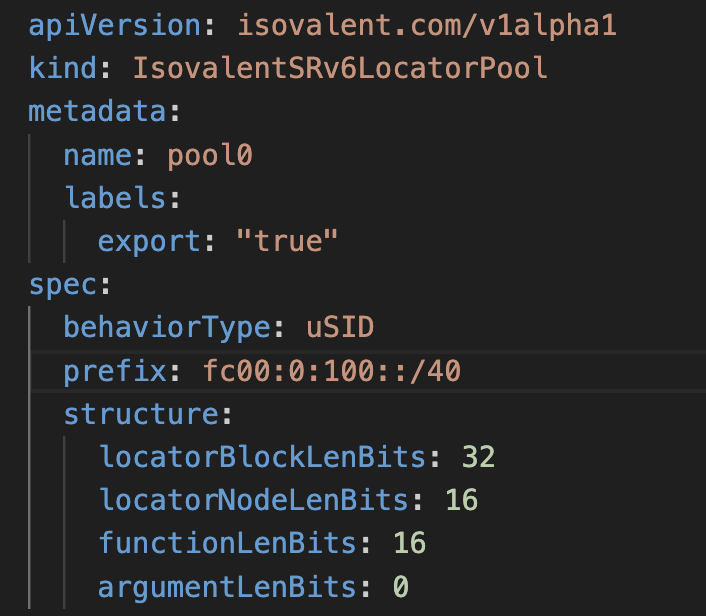 apiVersion: isovalent.com/v1alpha1
kind: IsovalentSRv6LocatorPool
metadata:
  name: pool0
  labels:
    export: "true"
spec:
  behaviorType: uSID
  prefix: fc00:0:100::/40
  structure:
    locatorBlockLenBits: 32
    locatorNodeLenBits: 16
    functionLenBits: 16
    argumentLenBits: 0